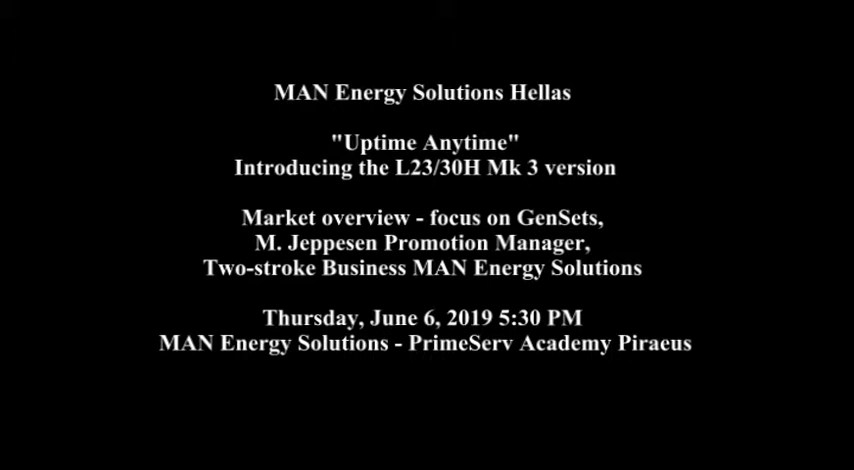 MAN Energy Solutions Hellas
"Uptime Anytime"
Introducing the L23/30H Mk 3 version
Market overview - focus on GenSets,
M. Jeppesen Promotion Manager,
Two-stroke Business MAN Energy Solutions
Thursday, June 6, 2019 5:30 PM
MAN Energy Solutions - PrimeServ Academy Piraeus